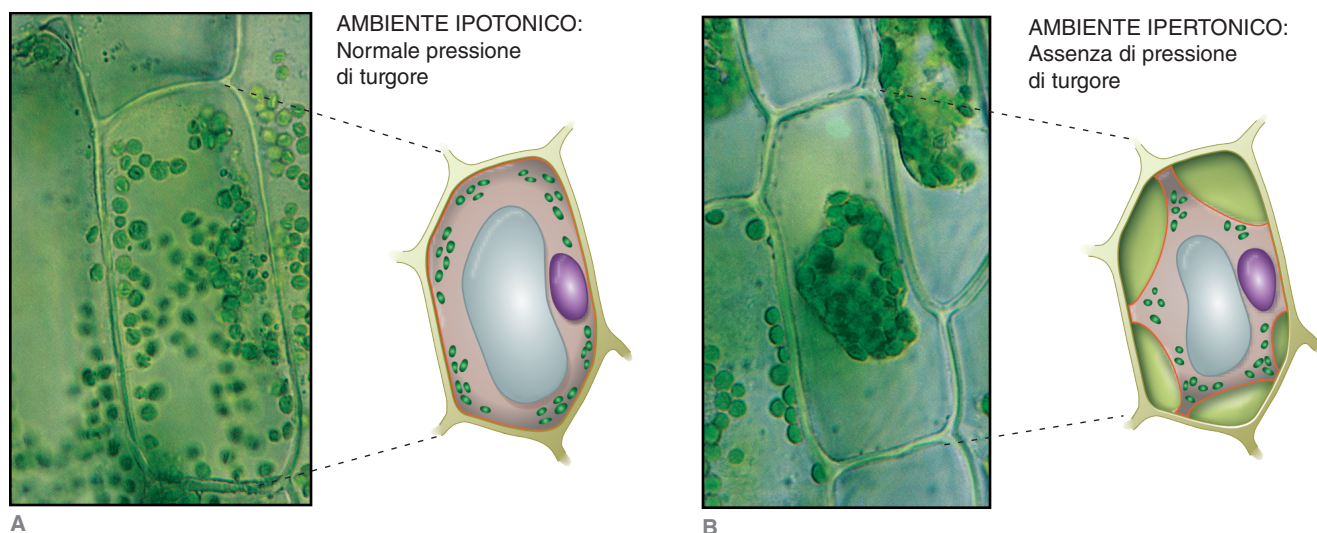 AMBIENTE IPOTONICO:
Normale pressione
di turgore
A
AMBIENTE IPERTONICO:
Assenza di pressione
di turgore
B